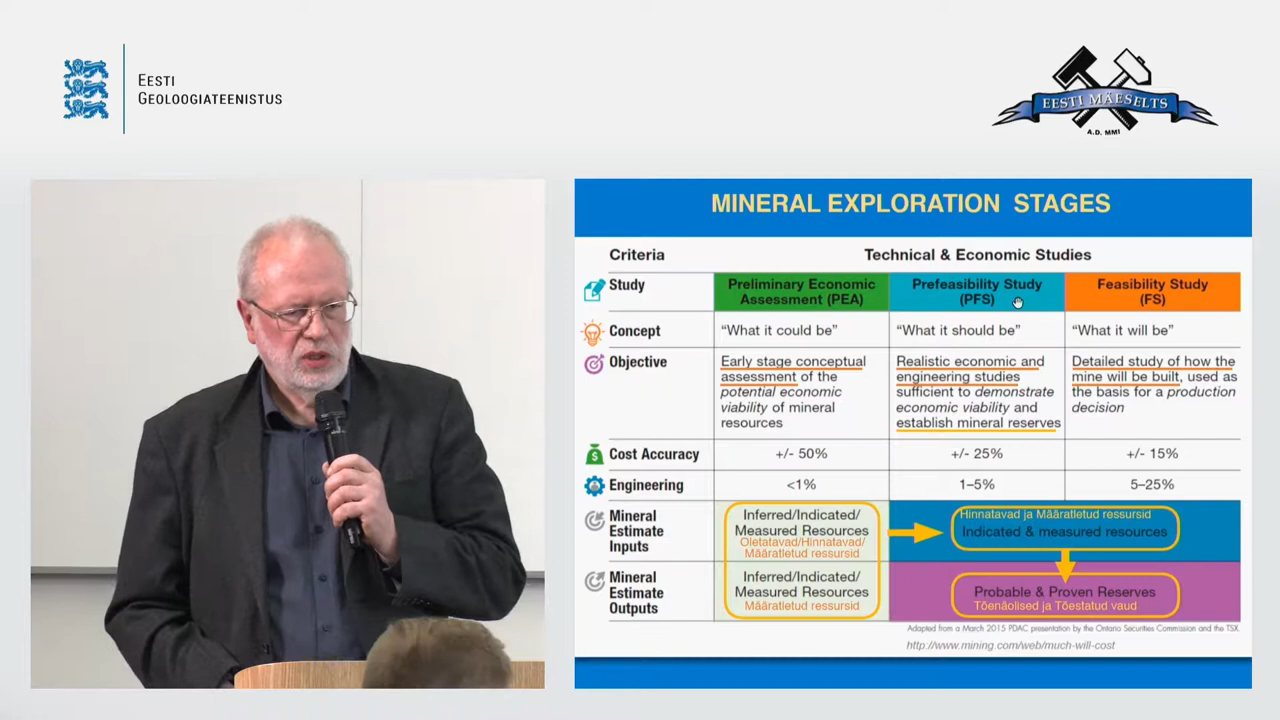 EESTI
GEOLOOGIATEENISTUS
EESTI MÄESELTS
A.D. MMI
MINERAL EXPLORATION STAGES
Criteria
Technical & Economic Studies
Study
Preliminary Economic
Assessment (PEA)
Prefeasibility Study
(PFS)
Feasibility Study
(FS)
Concept
"What it could be"
"What it should be"
"What it will be"
Objective
Early stage conceptual
assessment of the
potential economic
viability of mineral
resources
Realistic economic and
engineering studies
sufficient to demonstrate
economic viability and
establish mineral reserves
Detailed study of how the
mine will be built, used as
the basis for a production
decision
Cost Accuracy
+/- 50%
+/- 25%
+/- 15%
Engineering
<1%
1–5%
5–25%
Mineral
Estimate
Inputs
Inferred/Indicated/
Measured Resources
Oletatavad/Hinnatavad/
Määratletud ressursid
Hinnatavad ja Määratletud ressursid
Indicated & measured resources
Mineral
Estimate
Outputs
Inferred/Indicated/
Measured Resources
Määratletud ressursid
Probable & Proven Reserves
Tõenäolised ja Tõestatud vaud
Adapted from a March 2015 PDAC presentation by the Ontario Securities Commission and the TSX.
http://www.mining.com/web/much-will-cost